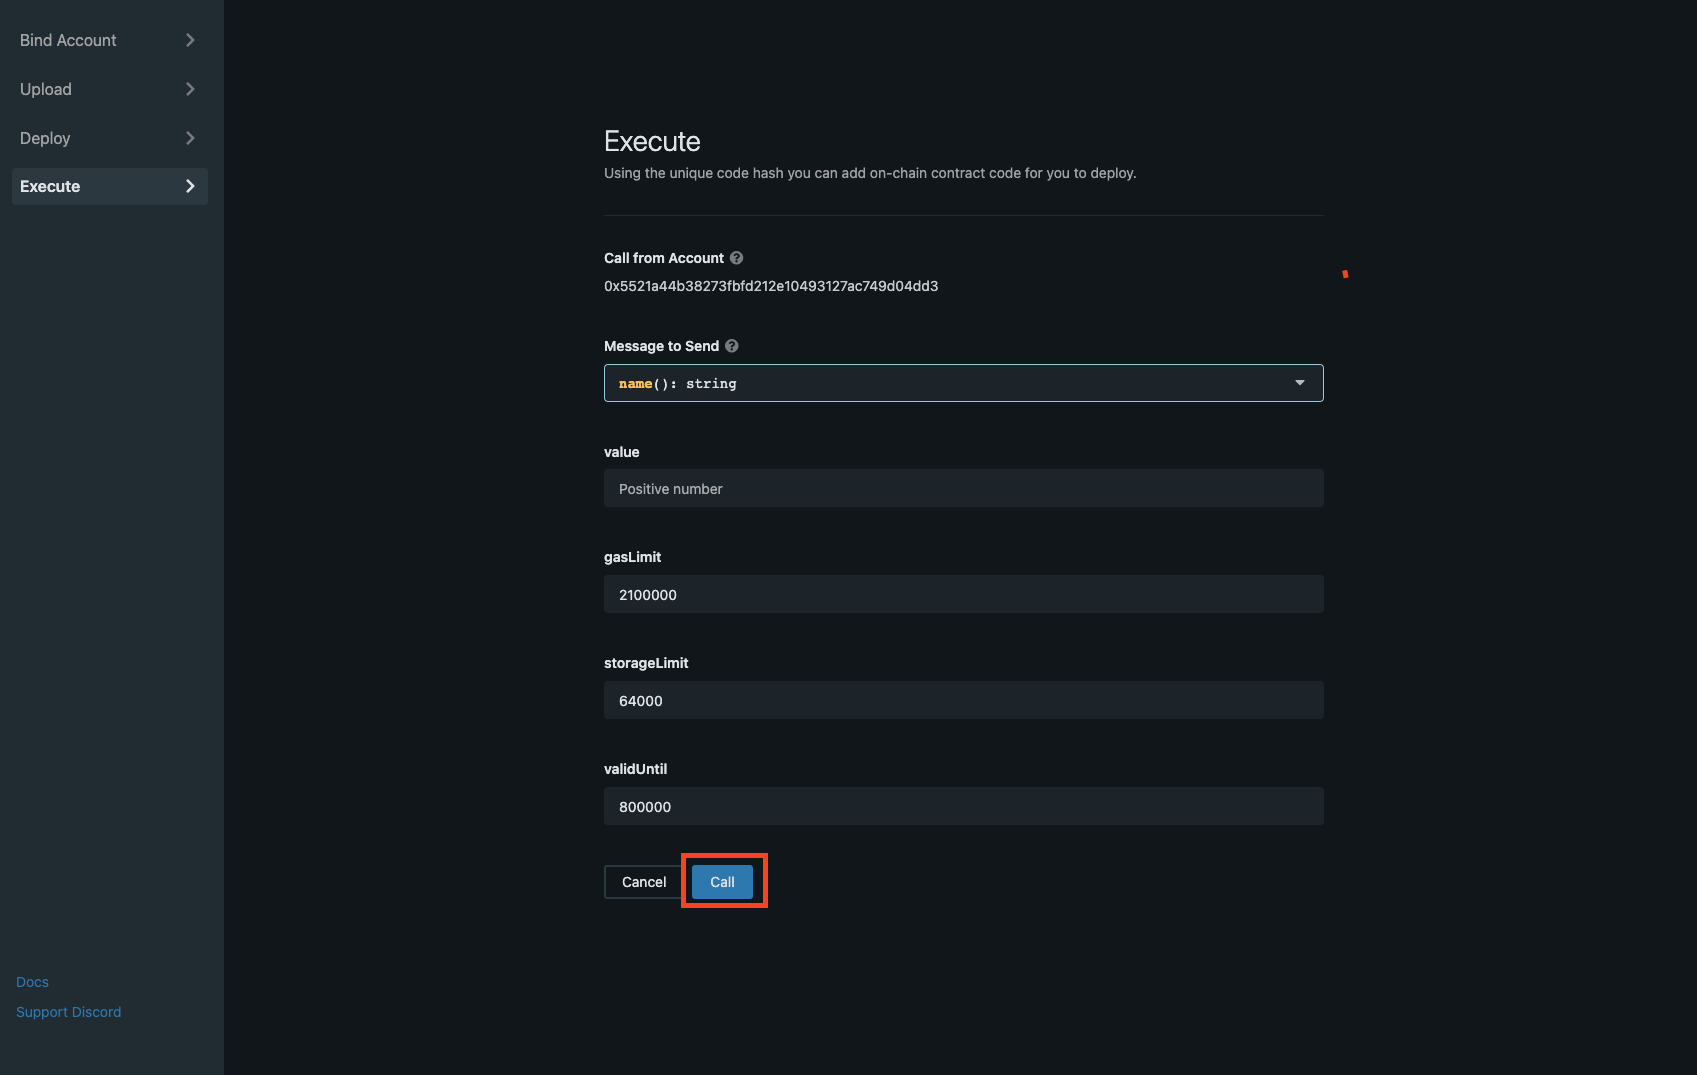 Bind Account
Upload
Deploy
Execute
Execute
Using the unique code hash you can add on-chain contract code for you to deploy.
Call from Account
0x5521a44b38273fbfd212e10493127ac749d04dd3
Message to Send
name(): string
value
Positive number
gasLimit
2100000
storageLimit
64000
validUntil
800000
Cancel Call
Docs
Support Discord